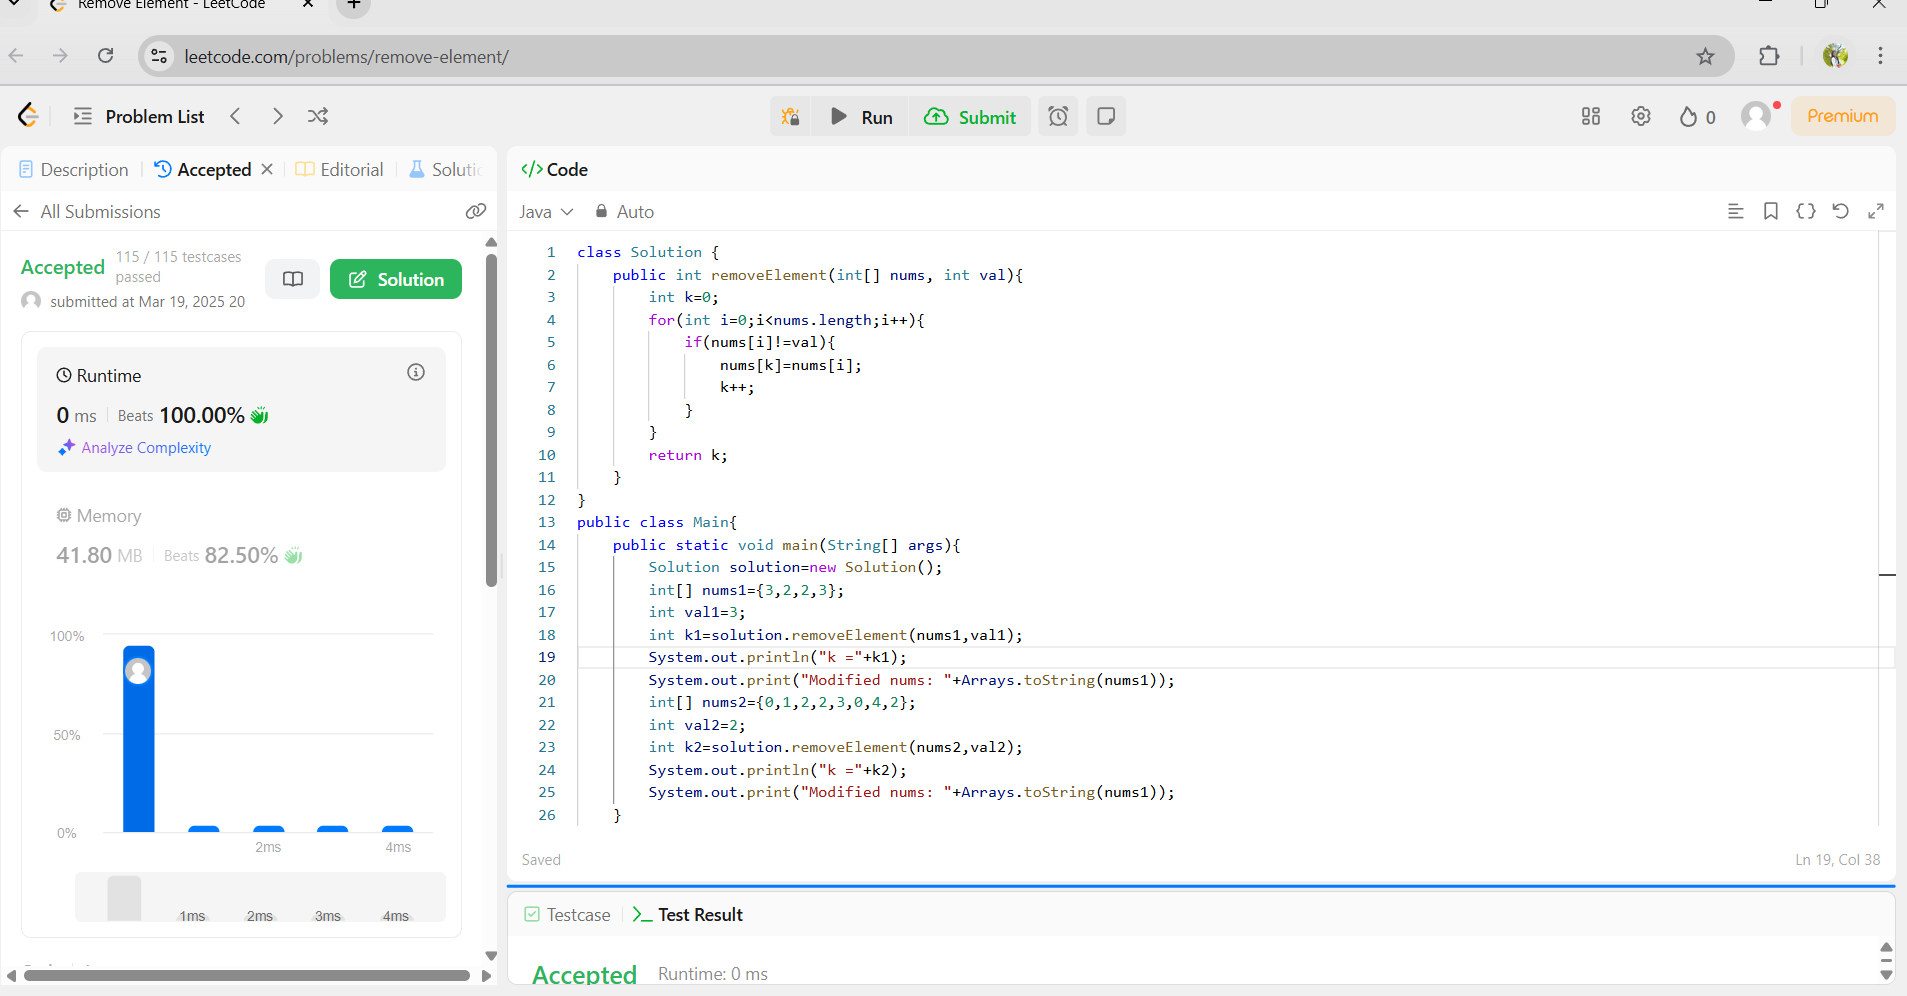 Remove Element - LeetCode
leetcode.com/problems/remove-element/
Problem List
Run
Submit
0
Premium
Description
Accepted
Editorial
Solutic
All Submissions
Accepted
115 / 115 testcases
passed
submitted at Mar 19, 2025 20
Solution
Runtime
0 ms
Beats 100.00%
Analyze Complexity
Memory
41.80 MB
Beats 82.50%
100%
50%
0%
2ms
4ms
1ms
2ms
3ms
4ms
</> Code
Java
Auto
1 class Solution {
2 public int removeElement(int[] nums, int val){
3 int k=0;
4 for(int i=0;i<nums.length;i++){
5 if(nums[i]!=val){
6 nums[k]=nums[i];
7 k++;
8 }
9 }
10 return k;
11 }
12 }
13 public class Main{
14 public static void main(String[] args){
15 Solution solution=new Solution();
16 int[] nums1={3,2,2,3};
17 int val1=3;
18 int k1=solution.removeElement(nums1,val1);
19 System.out.println("k ="+k1);
20 System.out.print("Modified nums: "+Arrays.toString(nums1));
21 int[] nums2={0,1,2,2,3,0,4,2};
22 int val2=2;
23 int k2=solution.removeElement(nums2,val2);
24 System.out.println("k ="+k2);
25 System.out.print("Modified nums: "+Arrays.toString(nums1));
26 }
Saved
Ln 19, Col 38
Testcase
Test Result
Accepted
Runtime: 0 ms